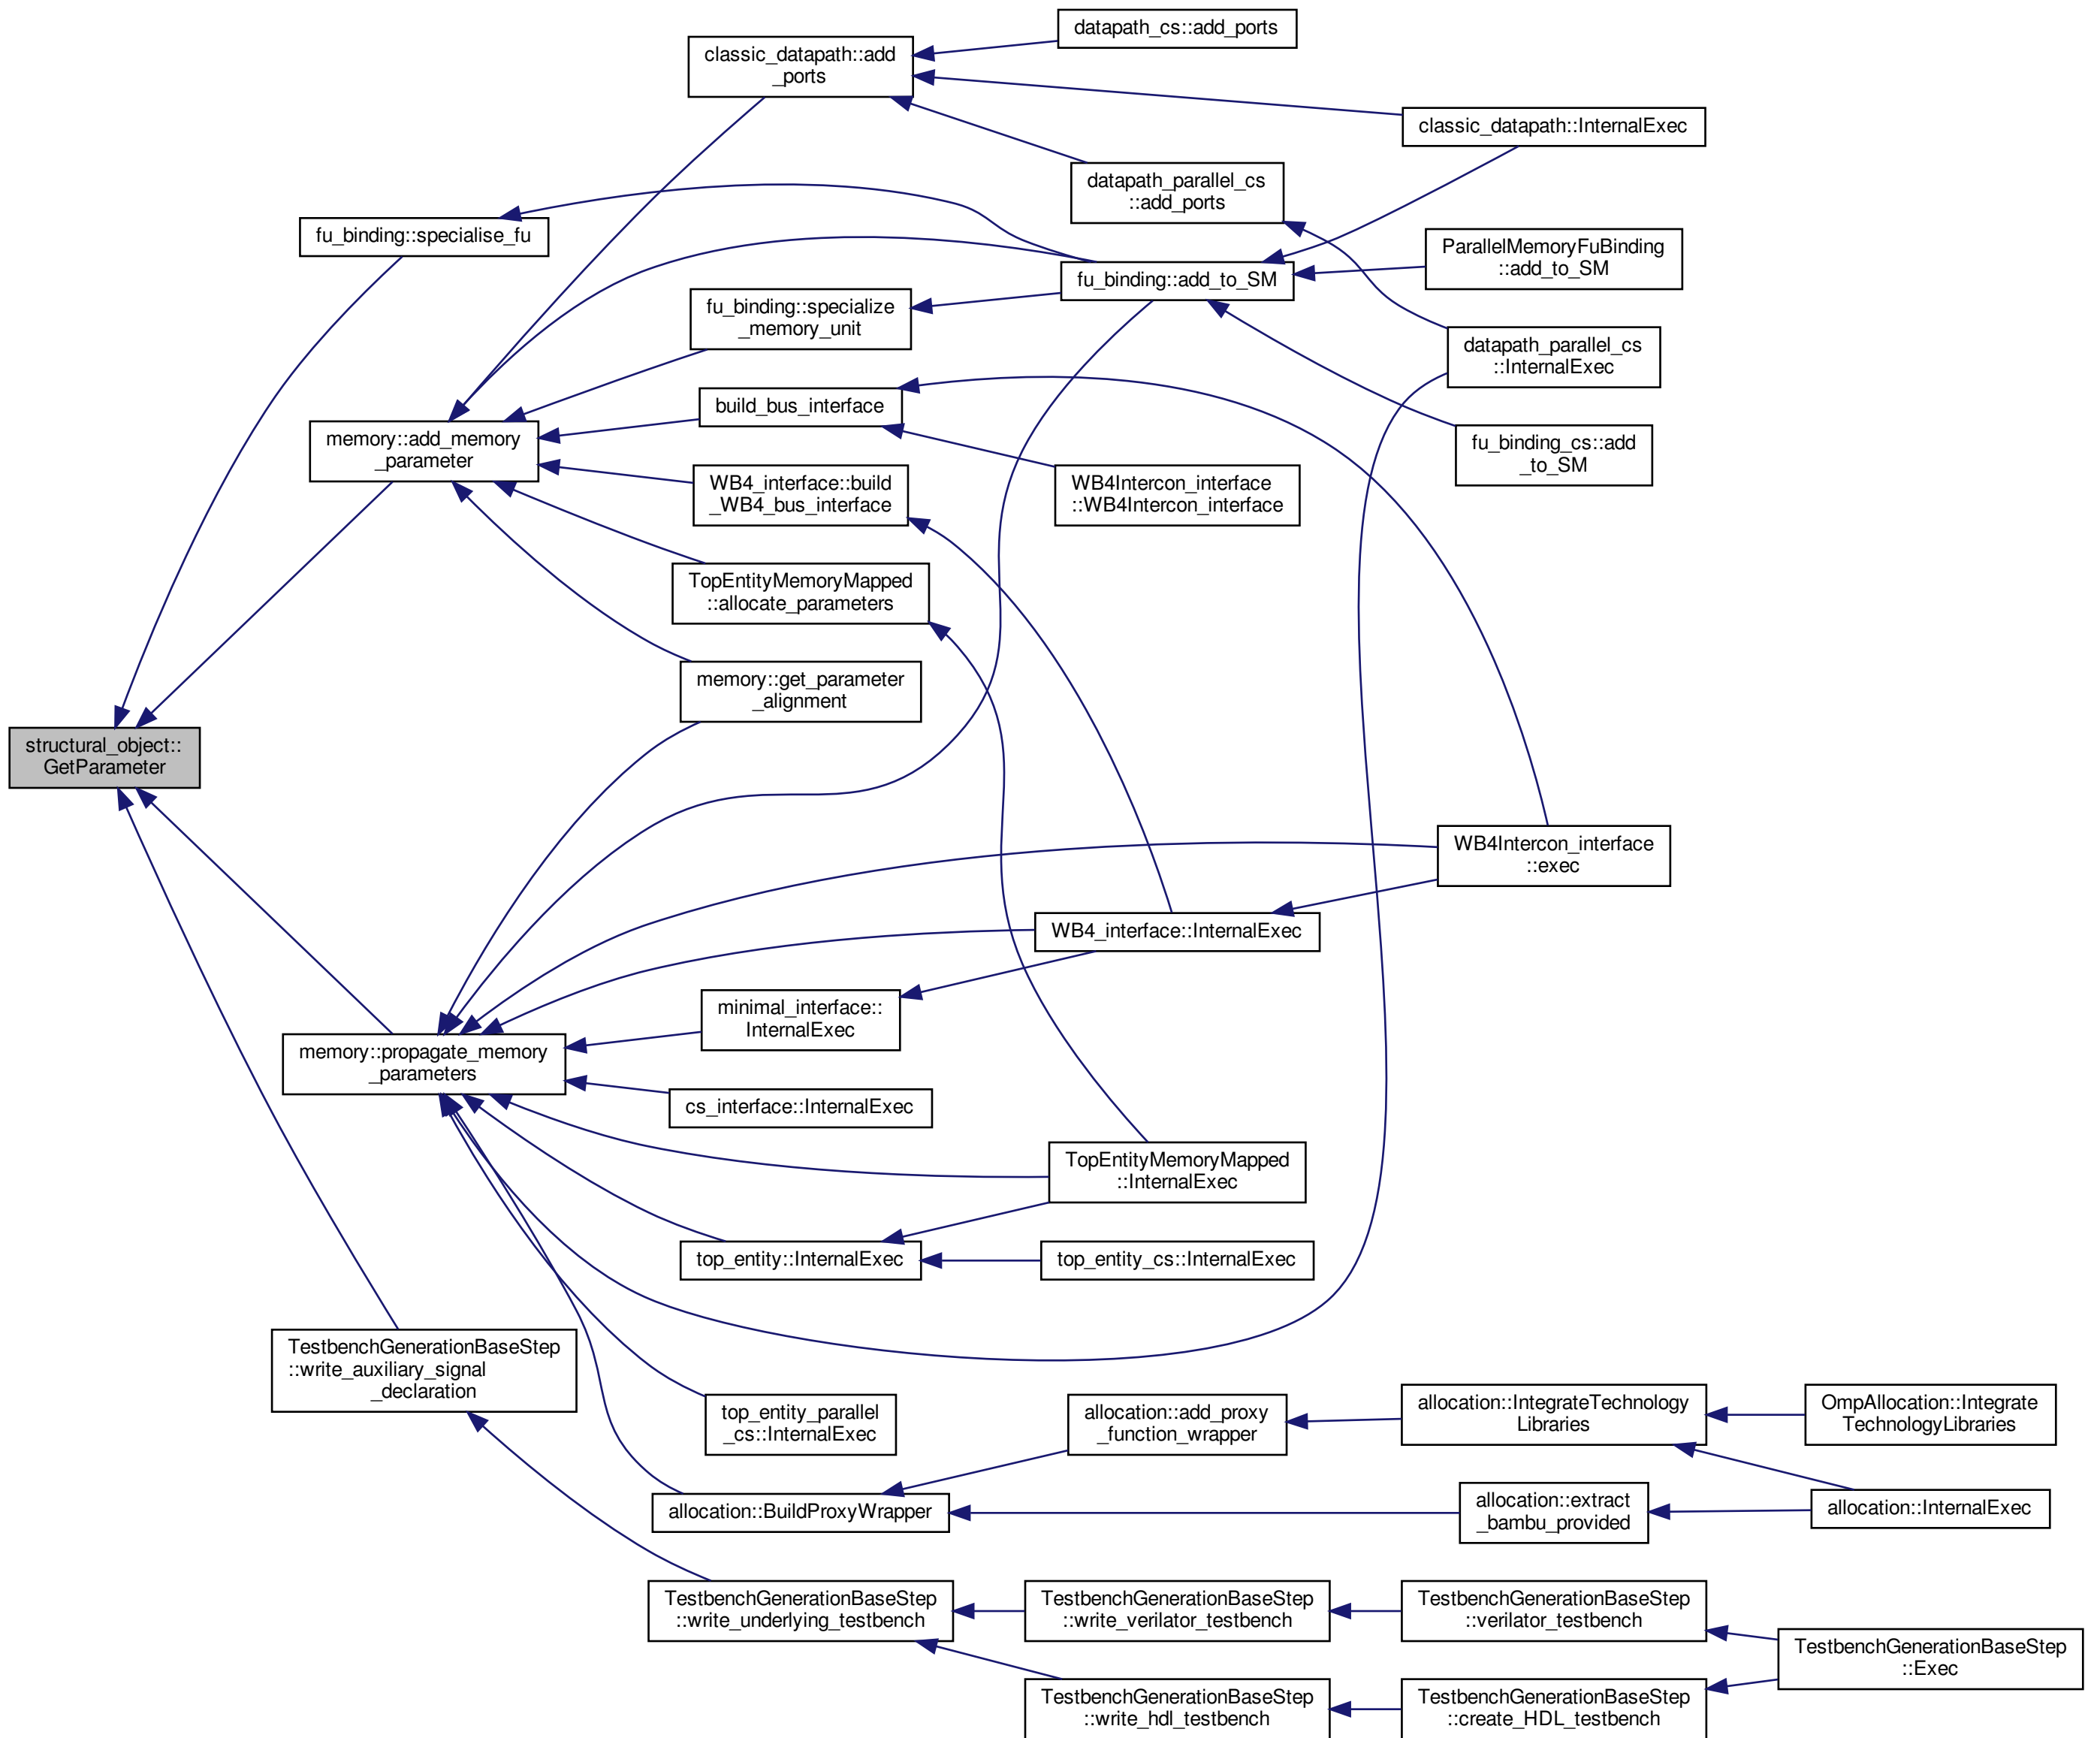 datapath_cs::add_ports
classic_datapath::add
_ports
classic_datapath::InternalExec
datapath_parallel_cs
::add_ports
fu_binding::specialise_fu
ParallelMemoryFuBinding
::add_to_SM
fu_binding::add_to_SM
fu_binding::specialize
_memory_unit
datapath_parallel_cs
::InternalExec
build_bus_interface
memory::add_memory
_parameter
fu_binding_cs::add
_to_SM
WB4_interface::build
_WB4_bus_interface
WB4Intercon_interface
::WB4Intercon_interface
TopEntityMemoryMapped
::allocate_parameters
memory::get_parameter
_alignment
structural_object::
GetParameter
WB4Intercon_interface
::exec
WB4_interface::InternalExec
minimal_interface::
InternalExec
memory::propagate_memory
_parameters
cs_interface::InternalExec
TopEntityMemoryMapped
::InternalExec
top_entity::InternalExec
top_entity_cs::InternalExec
TestbenchGenerationBaseStep
::write_auxiliary_signal
_declaration
top_entity_parallel
_cs::InternalExec
allocation::add_proxy
_function_wrapper
allocation::IntegrateTechnology
Libraries
OmpAllocation::Integrate
TechnologyLibraries
allocation::BuildProxyWrapper
allocation::extract
_bambu_provided
allocation::InternalExec
TestbenchGenerationBaseStep
::write_underlying_testbench
TestbenchGenerationBaseStep
::write_verilator_testbench
TestbenchGenerationBaseStep
::verilator_testbench
TestbenchGenerationBaseStep
::Exec
TestbenchGenerationBaseStep
::write_hdl_testbench
TestbenchGenerationBaseStep
::create_HDL_testbench